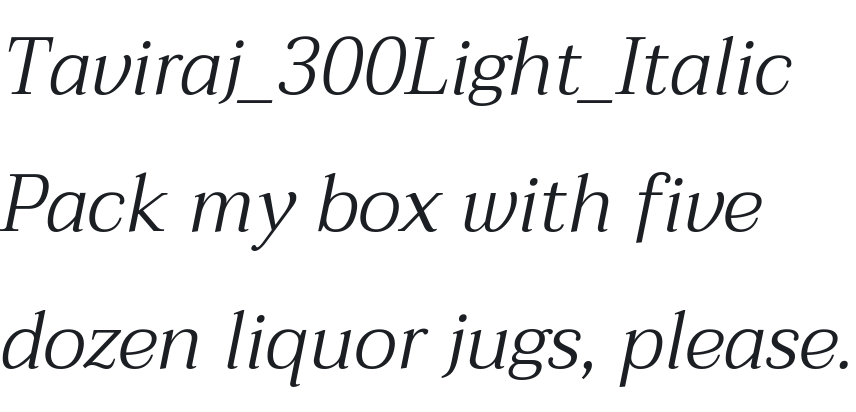 Taviraj_300Light_Italic
Pack my box with five
dozen liquor jugs, please.